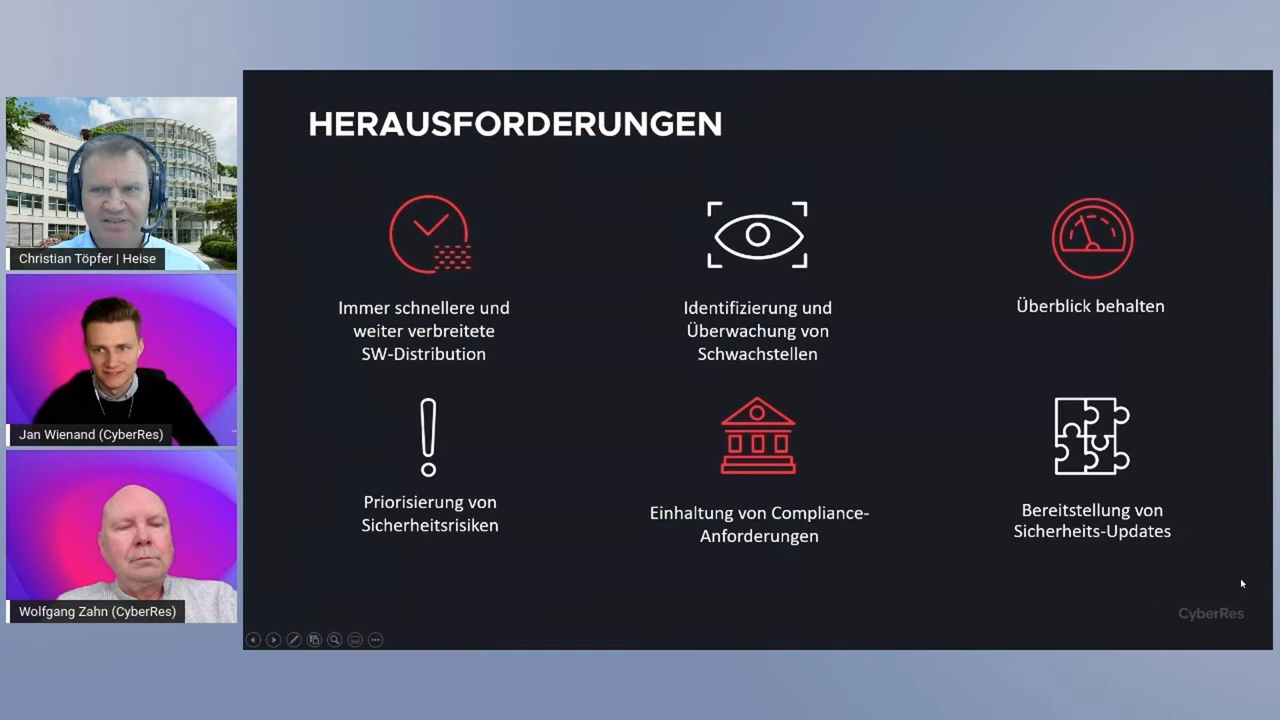 Christian Töpfer | Heise
Jan Wienand (CyberRes)
Wolfgang Zahn (CyberRes)
HERAUSFORDERUNGEN
Immer schnellere und
weiter verbreitete
SW-Distribution
Identifizierung und
Überwachung von
Schwachstellen
Überblick behalten
Priorisierung von
Sicherheitsrisiken
Einhaltung von Compliance-
Anforderungen
Bereitstellung von
Sicherheits-Updates
CyberRes